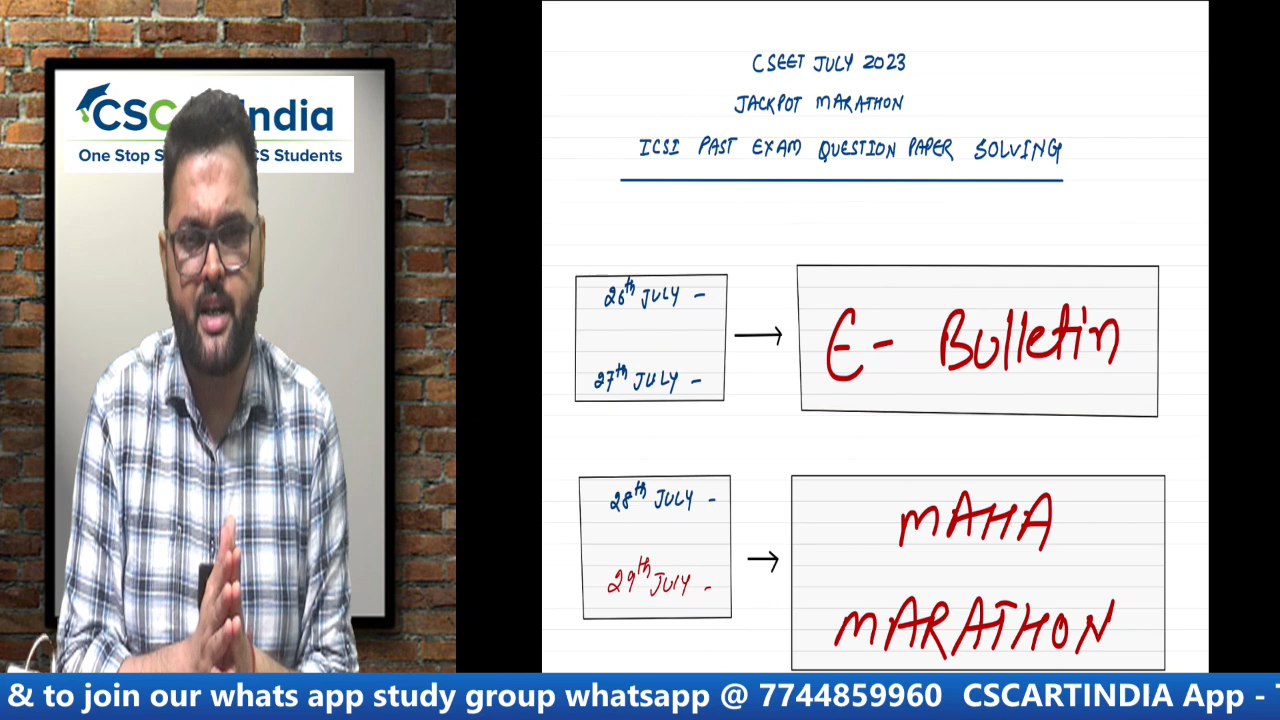 CSC India
One Stop S CS Students
CSEET JULY 2023
JACKPOT MARATHON
ICSI PAST EXAM QUESTION PAPER SOLVING
26th JULY -
27th JULY -
E- Bulletin
28th JULY -
29th JULY -
MAHA
MARATHON
& to join our whats app study group whatsapp @ 7744859960 CSCARTINDIA App -